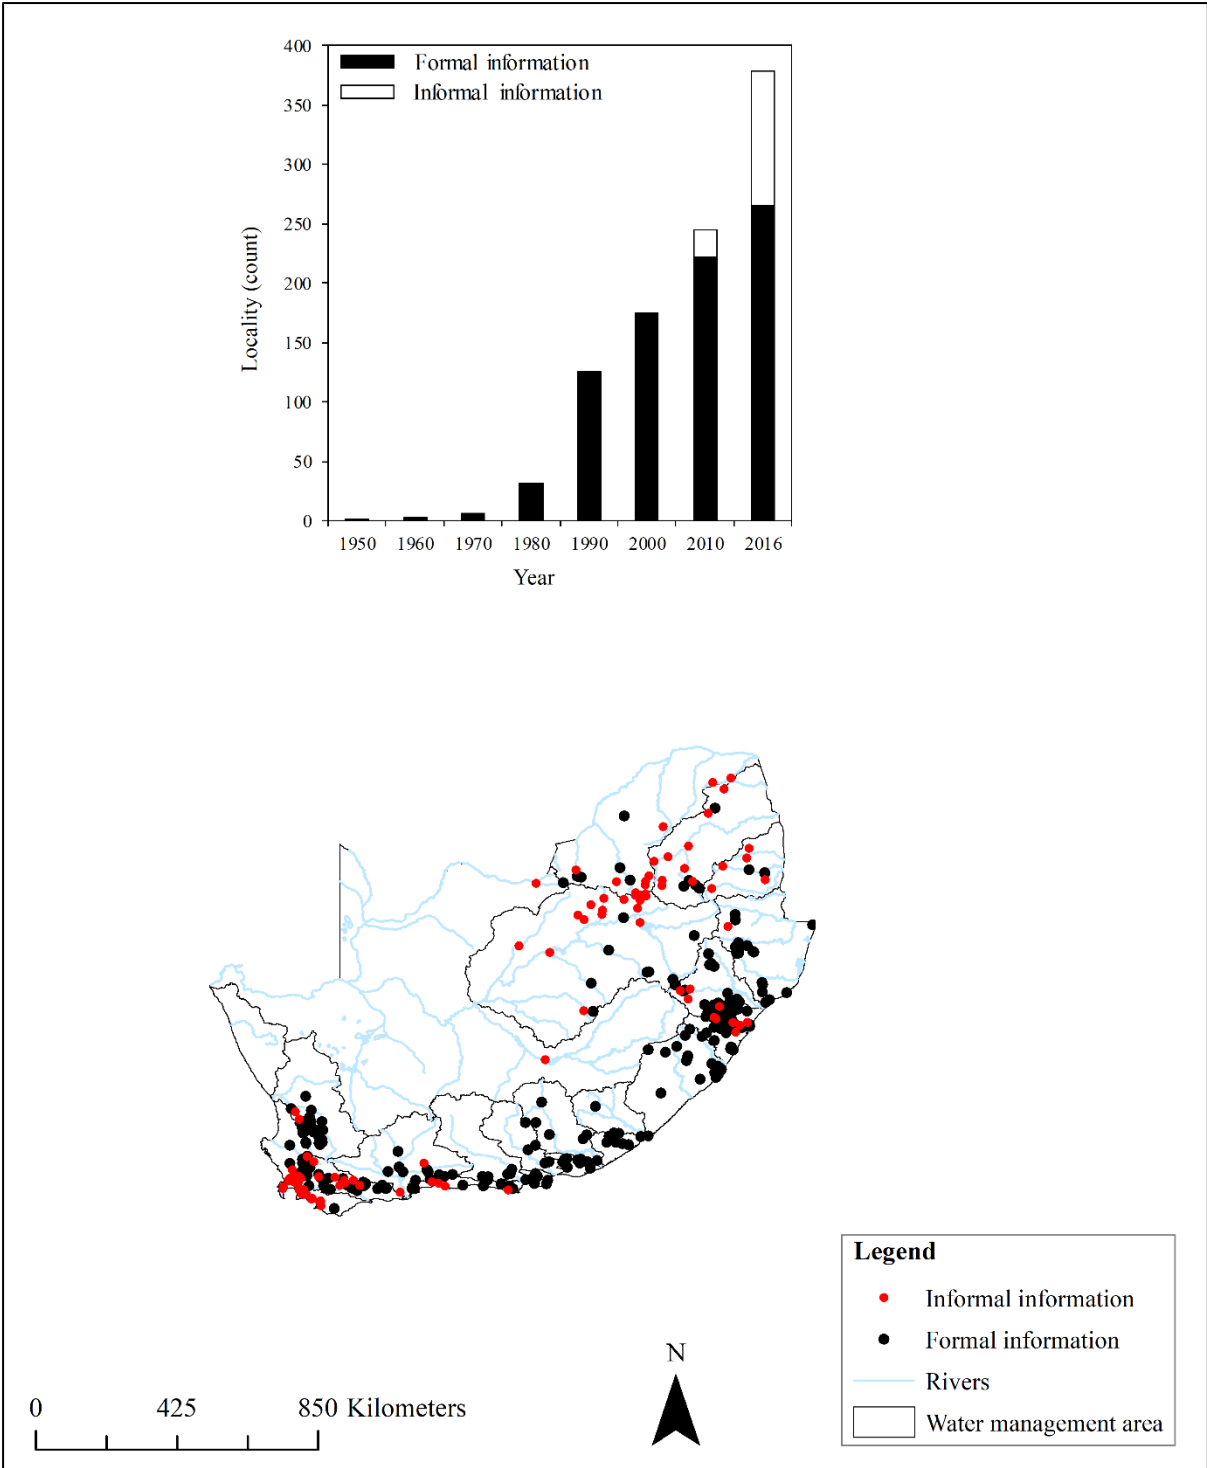 400
Formal information
Informal information
350
300
250
200
150
100
50
0
Locality (count)
1950 1960 1970 1980 1990 2000 2010 2016
Year
Legend
Informal information
Formal information
Rivers
Water management area
N
0 425 850 Kilometers